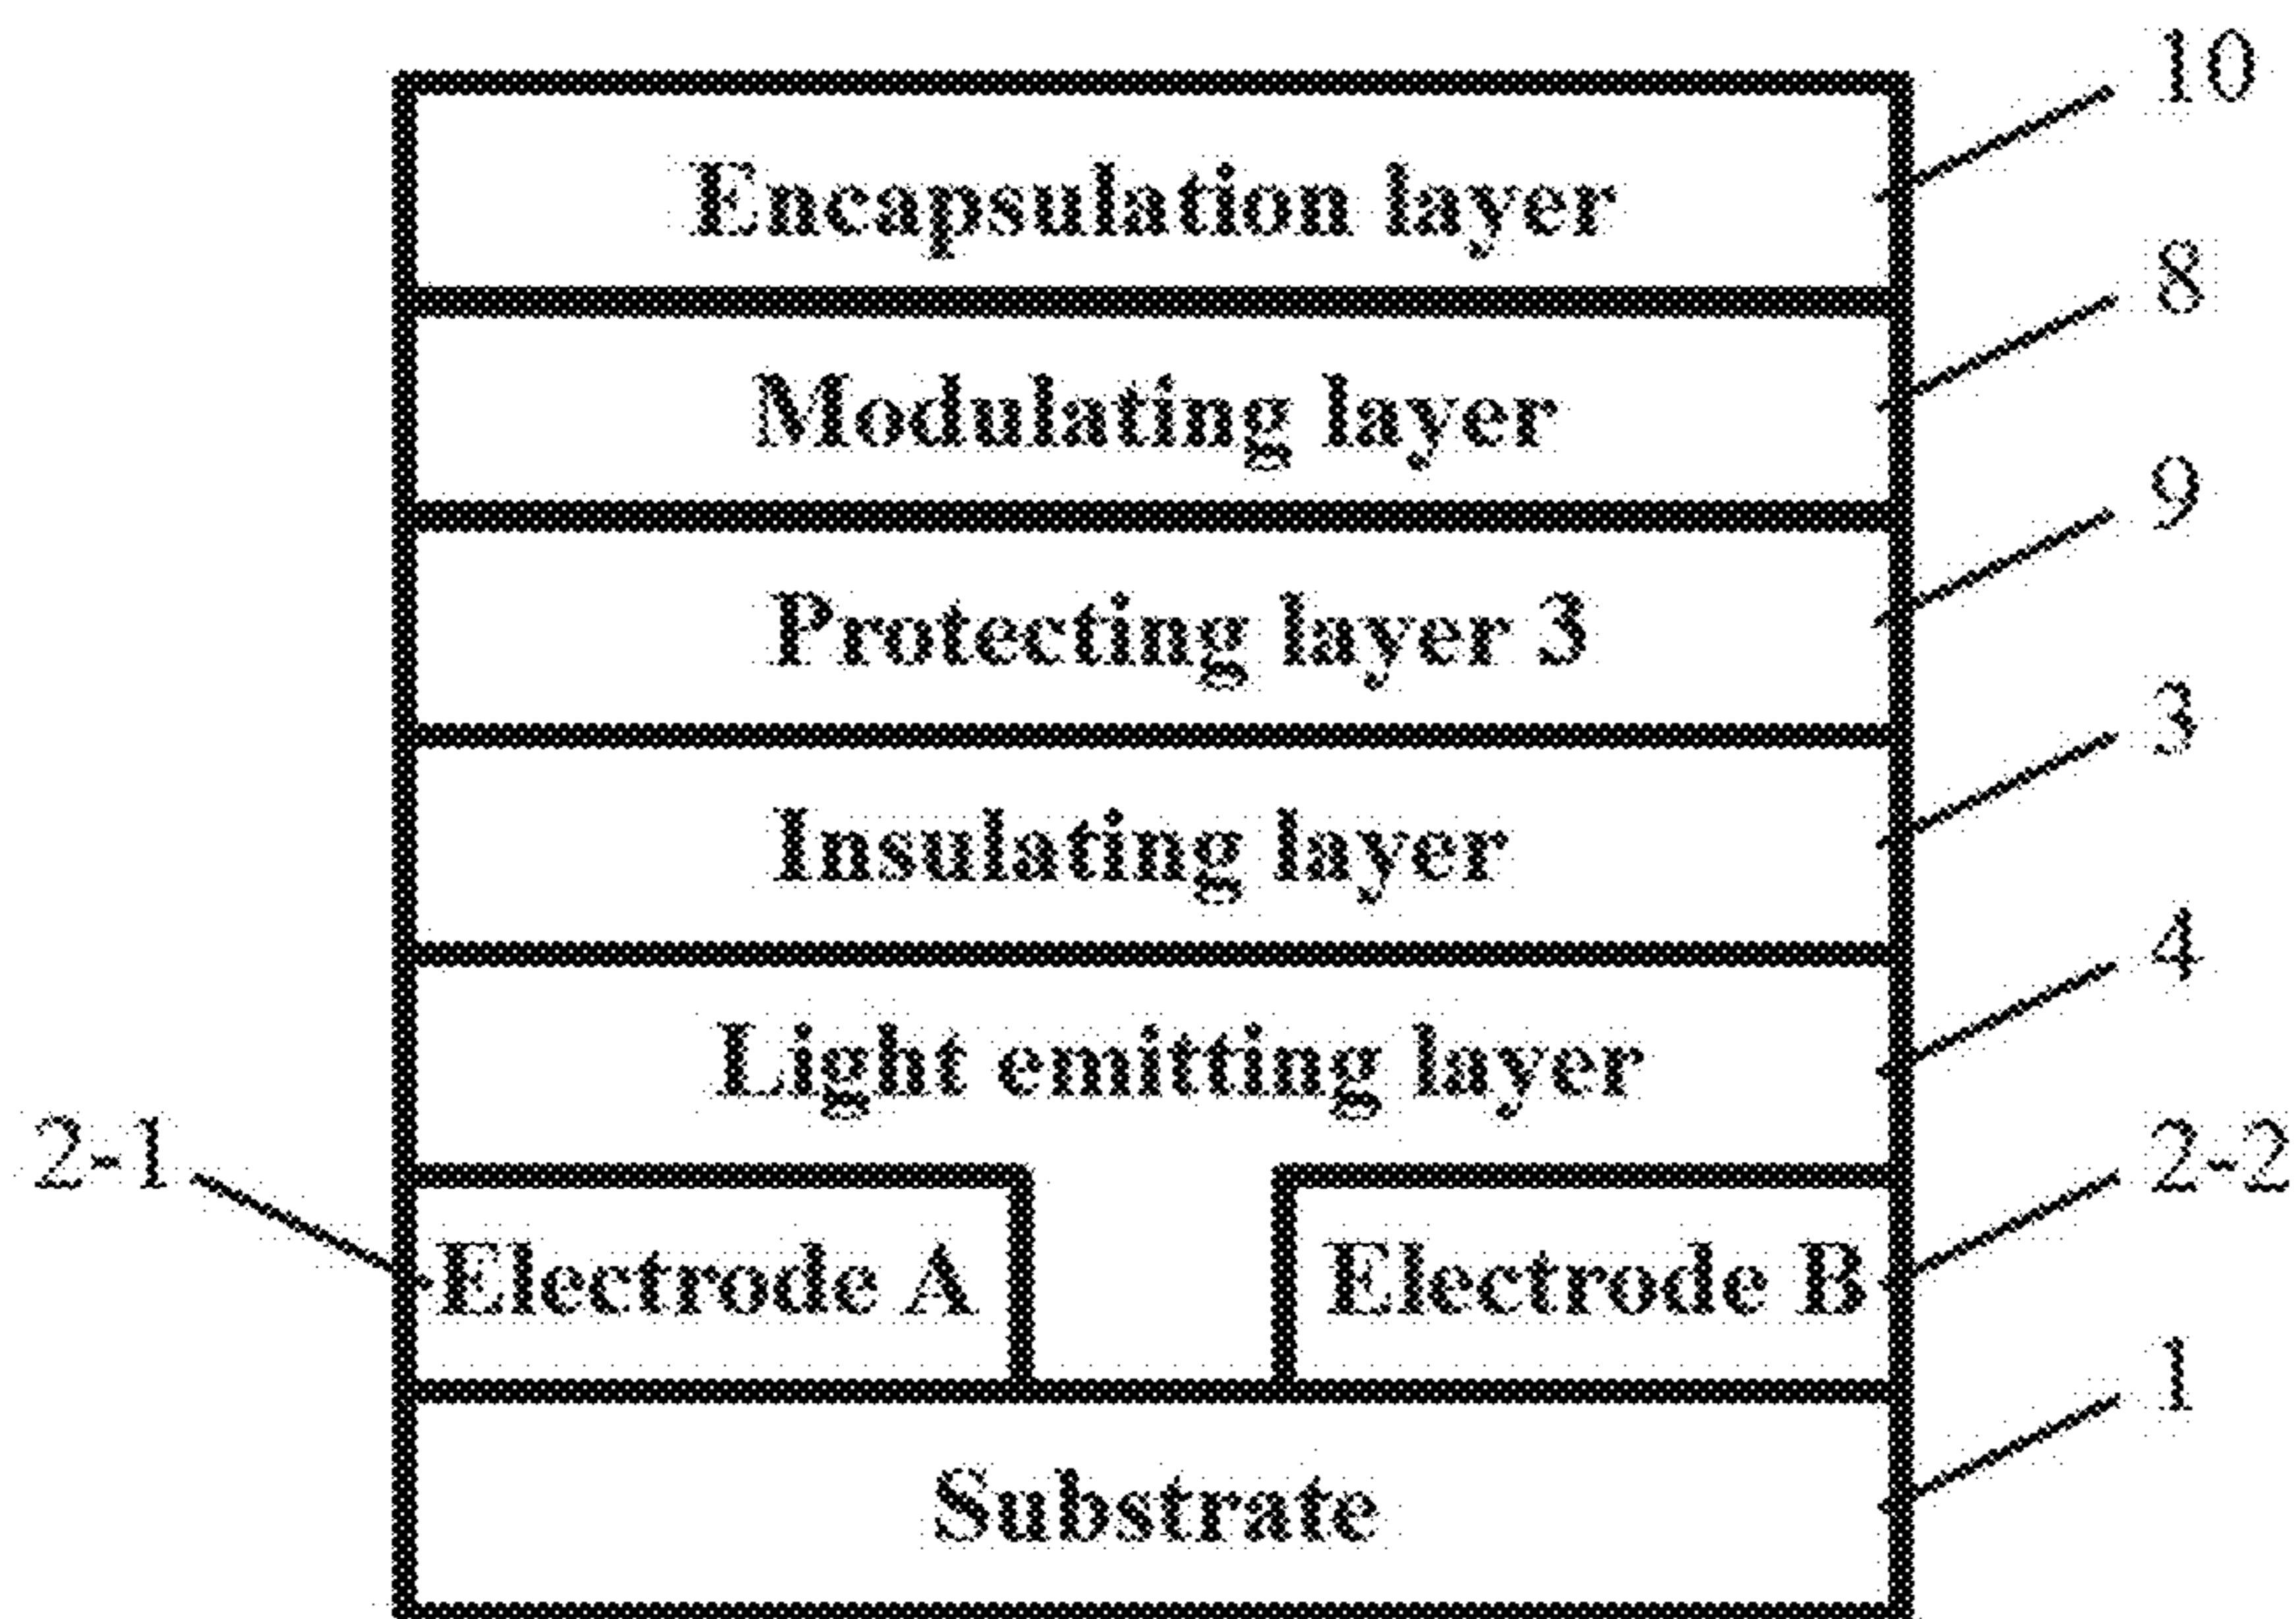 10
Encapsulation layer
8
Modulating layer
9
Protecting layer 3
3
Insulating layer
4
Light emitting layer
2-1
2-2
Electrode A
Electrode B
1
Substrate